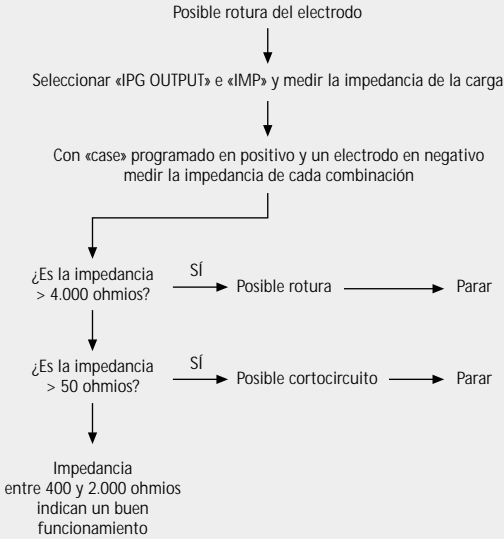 Posible rotura del electrodo
Seleccionar «IPG OUTPUT» e «IMP» y medir la impedancia de la carga
Con «case» programado en positivo y un electrodo en negativo
medir la impedancia de cada combinación
¿Es la impedancia
> 4.000 ohmios?
SÍ
Posible rotura
Parar
¿Es la impedancia
> 50 ohmios?
SÍ
Posible cortocircuito
Parar
Impedancia
entre 400 y 2.000 ohmios
indican un buen
funcionamiento